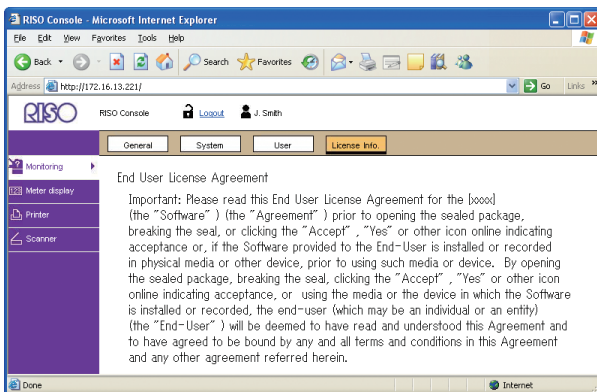 RISO Console - Microsoft Internet Explorer
File Edit View Favorites Tools Help
Back Search Favorites
Address http://172.16.13.221/ Go Links »
RISO RISO Console Logout J. Smith
General System User License Info.
Monitoring
Meter display
Printer
Scanner
End User License Agreement
Important: Please read this End User License Agreement for the [xxxx]
(the "Software" ) (the "Agreement" ) prior to opening the sealed package,
breaking the seal, or clicking the "Accept" , "Yes" or other icon online indicating
acceptance or, if the Software provided to the End-User is installed or recorded
in physical media or other device, prior to using such media or device. By opening
the sealed package, breaking the seal, clicking the "Accept" , "Yes" or other icon
online indicating acceptance, or using the media or the device in which the Software
is installed or recorded, the end-user (which may be an individual or an entity)
(the "End-User" ) will be deemed to have read and understood this Agreement and
to have agreed to be bound by any and all terms and conditions in this Agreement
and any other agreement referred herein.
Done Internet